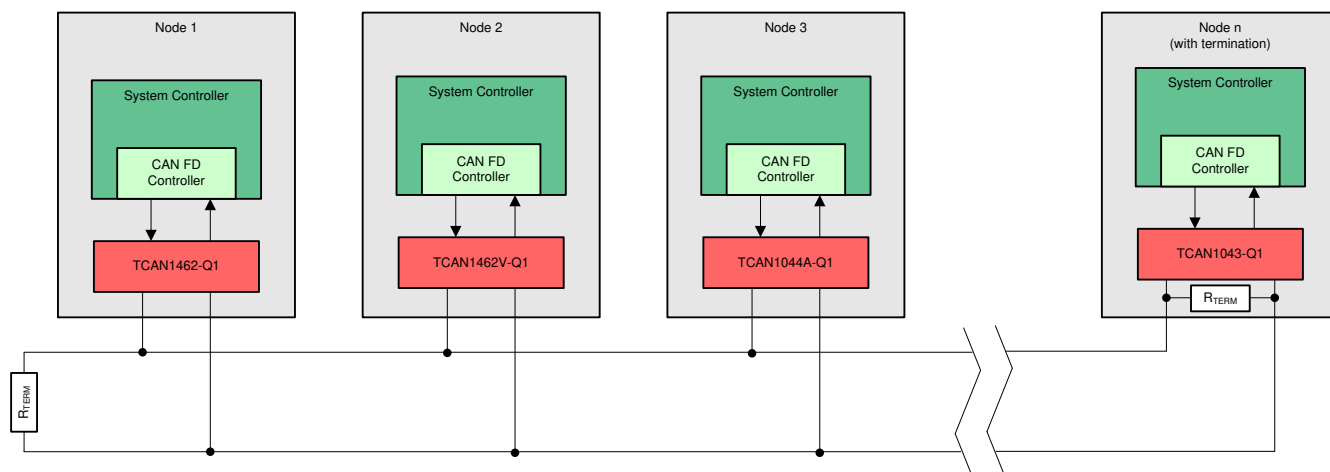 Node 1
System Controller
CAN FD
Controller
TCAN1462-Q1
Node 2
System Controller
CAN FD
Controller
TCAN1462V-Q1
Node 3
System Controller
CAN FD
Controller
TCAN1044A-Q1
Node n
(with termination)
System Controller
CAN FD
Controller
TCAN1043-Q1
RTERM
RTERM